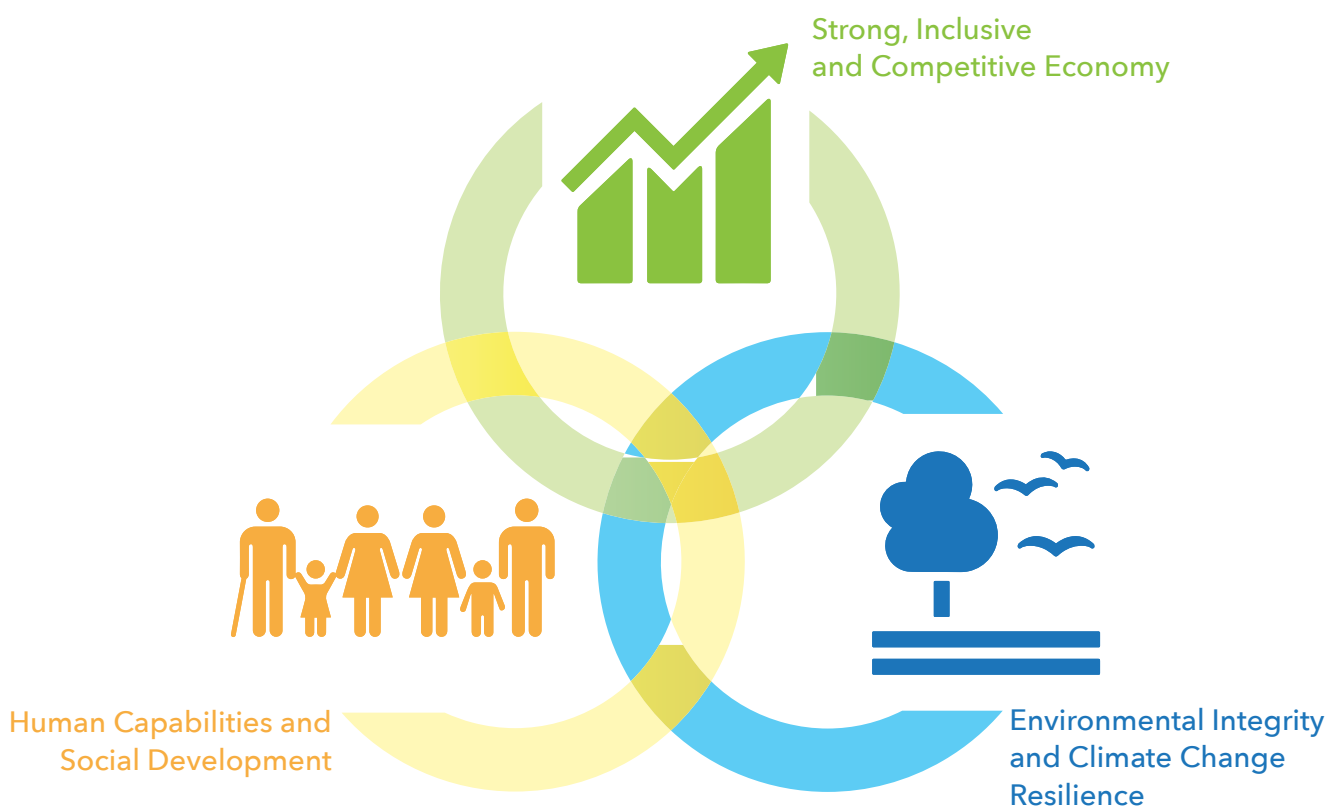 Strong, Inclusive
and Competitive Economy
Human Capabilities and
Social Development
Environmental Integrity
and Climate Change
Resilience